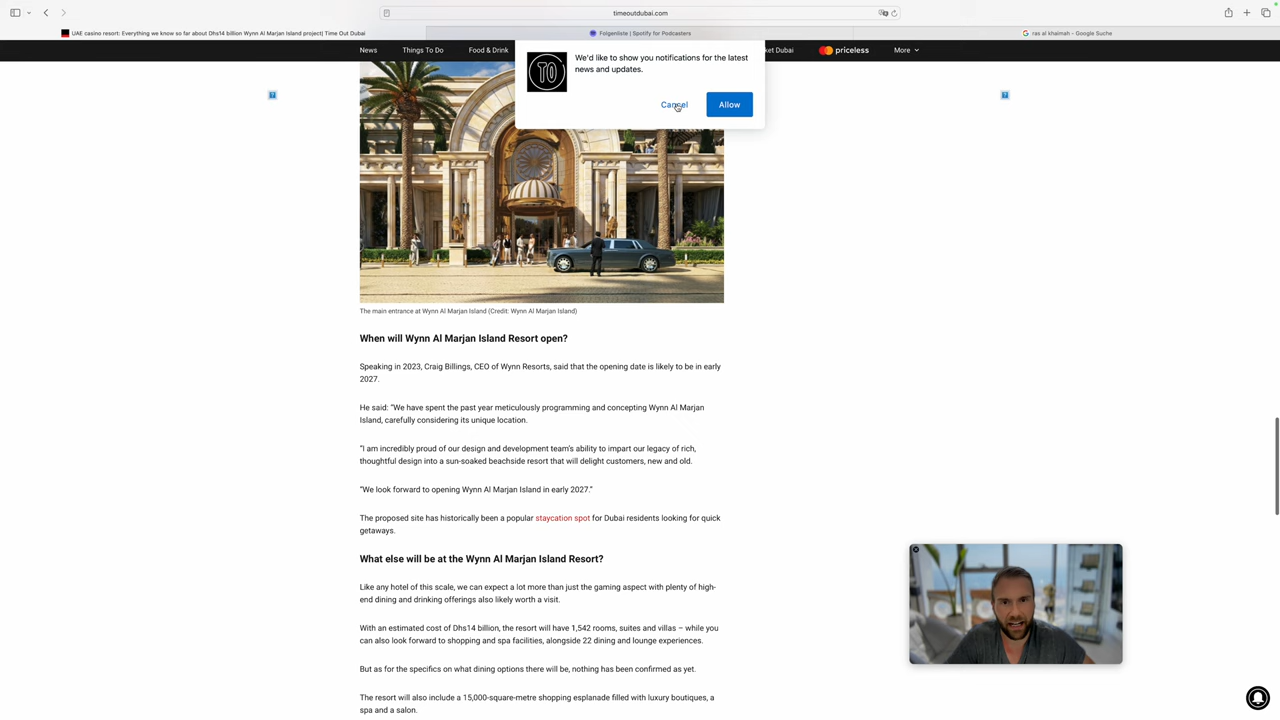 timeoutdubai.com
UAE casino resort: Everything we know so far about Dhs14 billion Wynn Al Marjan Island project| Time Out Dubai
Folgenliste | Spotify for Podcasters
ras al khaimah - Google Suche
News
Things To Do
Food & Drink
ket Dubai
priceless
More
TO
We'd like to show you notifications for the latest
news and updates.
Cancel
Allow
The main entrance at Wynn Al Marjan Island (Credit: Wynn Al Marjan Island)
When will Wynn Al Marjan Island Resort open?
Speaking in 2023, Craig Billings, CEO of Wynn Resorts, said that the opening date is likely to be in early
2027.
He said: “We have spent the past year meticulously programming and concepting Wynn Al Marjan
Island, carefully considering its unique location.
“I am incredibly proud of our design and development team’s ability to impart our legacy of rich,
thoughtful design into a sun-soaked beachside resort that will delight customers, new and old.
“We look forward to opening Wynn Al Marjan Island in early 2027.”
The proposed site has historically been a popular staycation spot for Dubai residents looking for quick
getaways.
What else will be at the Wynn Al Marjan Island Resort?
Like any hotel of this scale, we can expect a lot more than just the gaming aspect with plenty of high-
end dining and drinking offerings also likely worth a visit.
With an estimated cost of Dhs14 billion, the resort will have 1,542 rooms, suites and villas – while you
can also look forward to shopping and spa facilities, alongside 22 dining and lounge experiences.
But as for the specifics on what dining options there will be, nothing has been confirmed as yet.
The resort will also include a 15,000-square-metre shopping esplanade filled with luxury boutiques, a
spa and a salon.